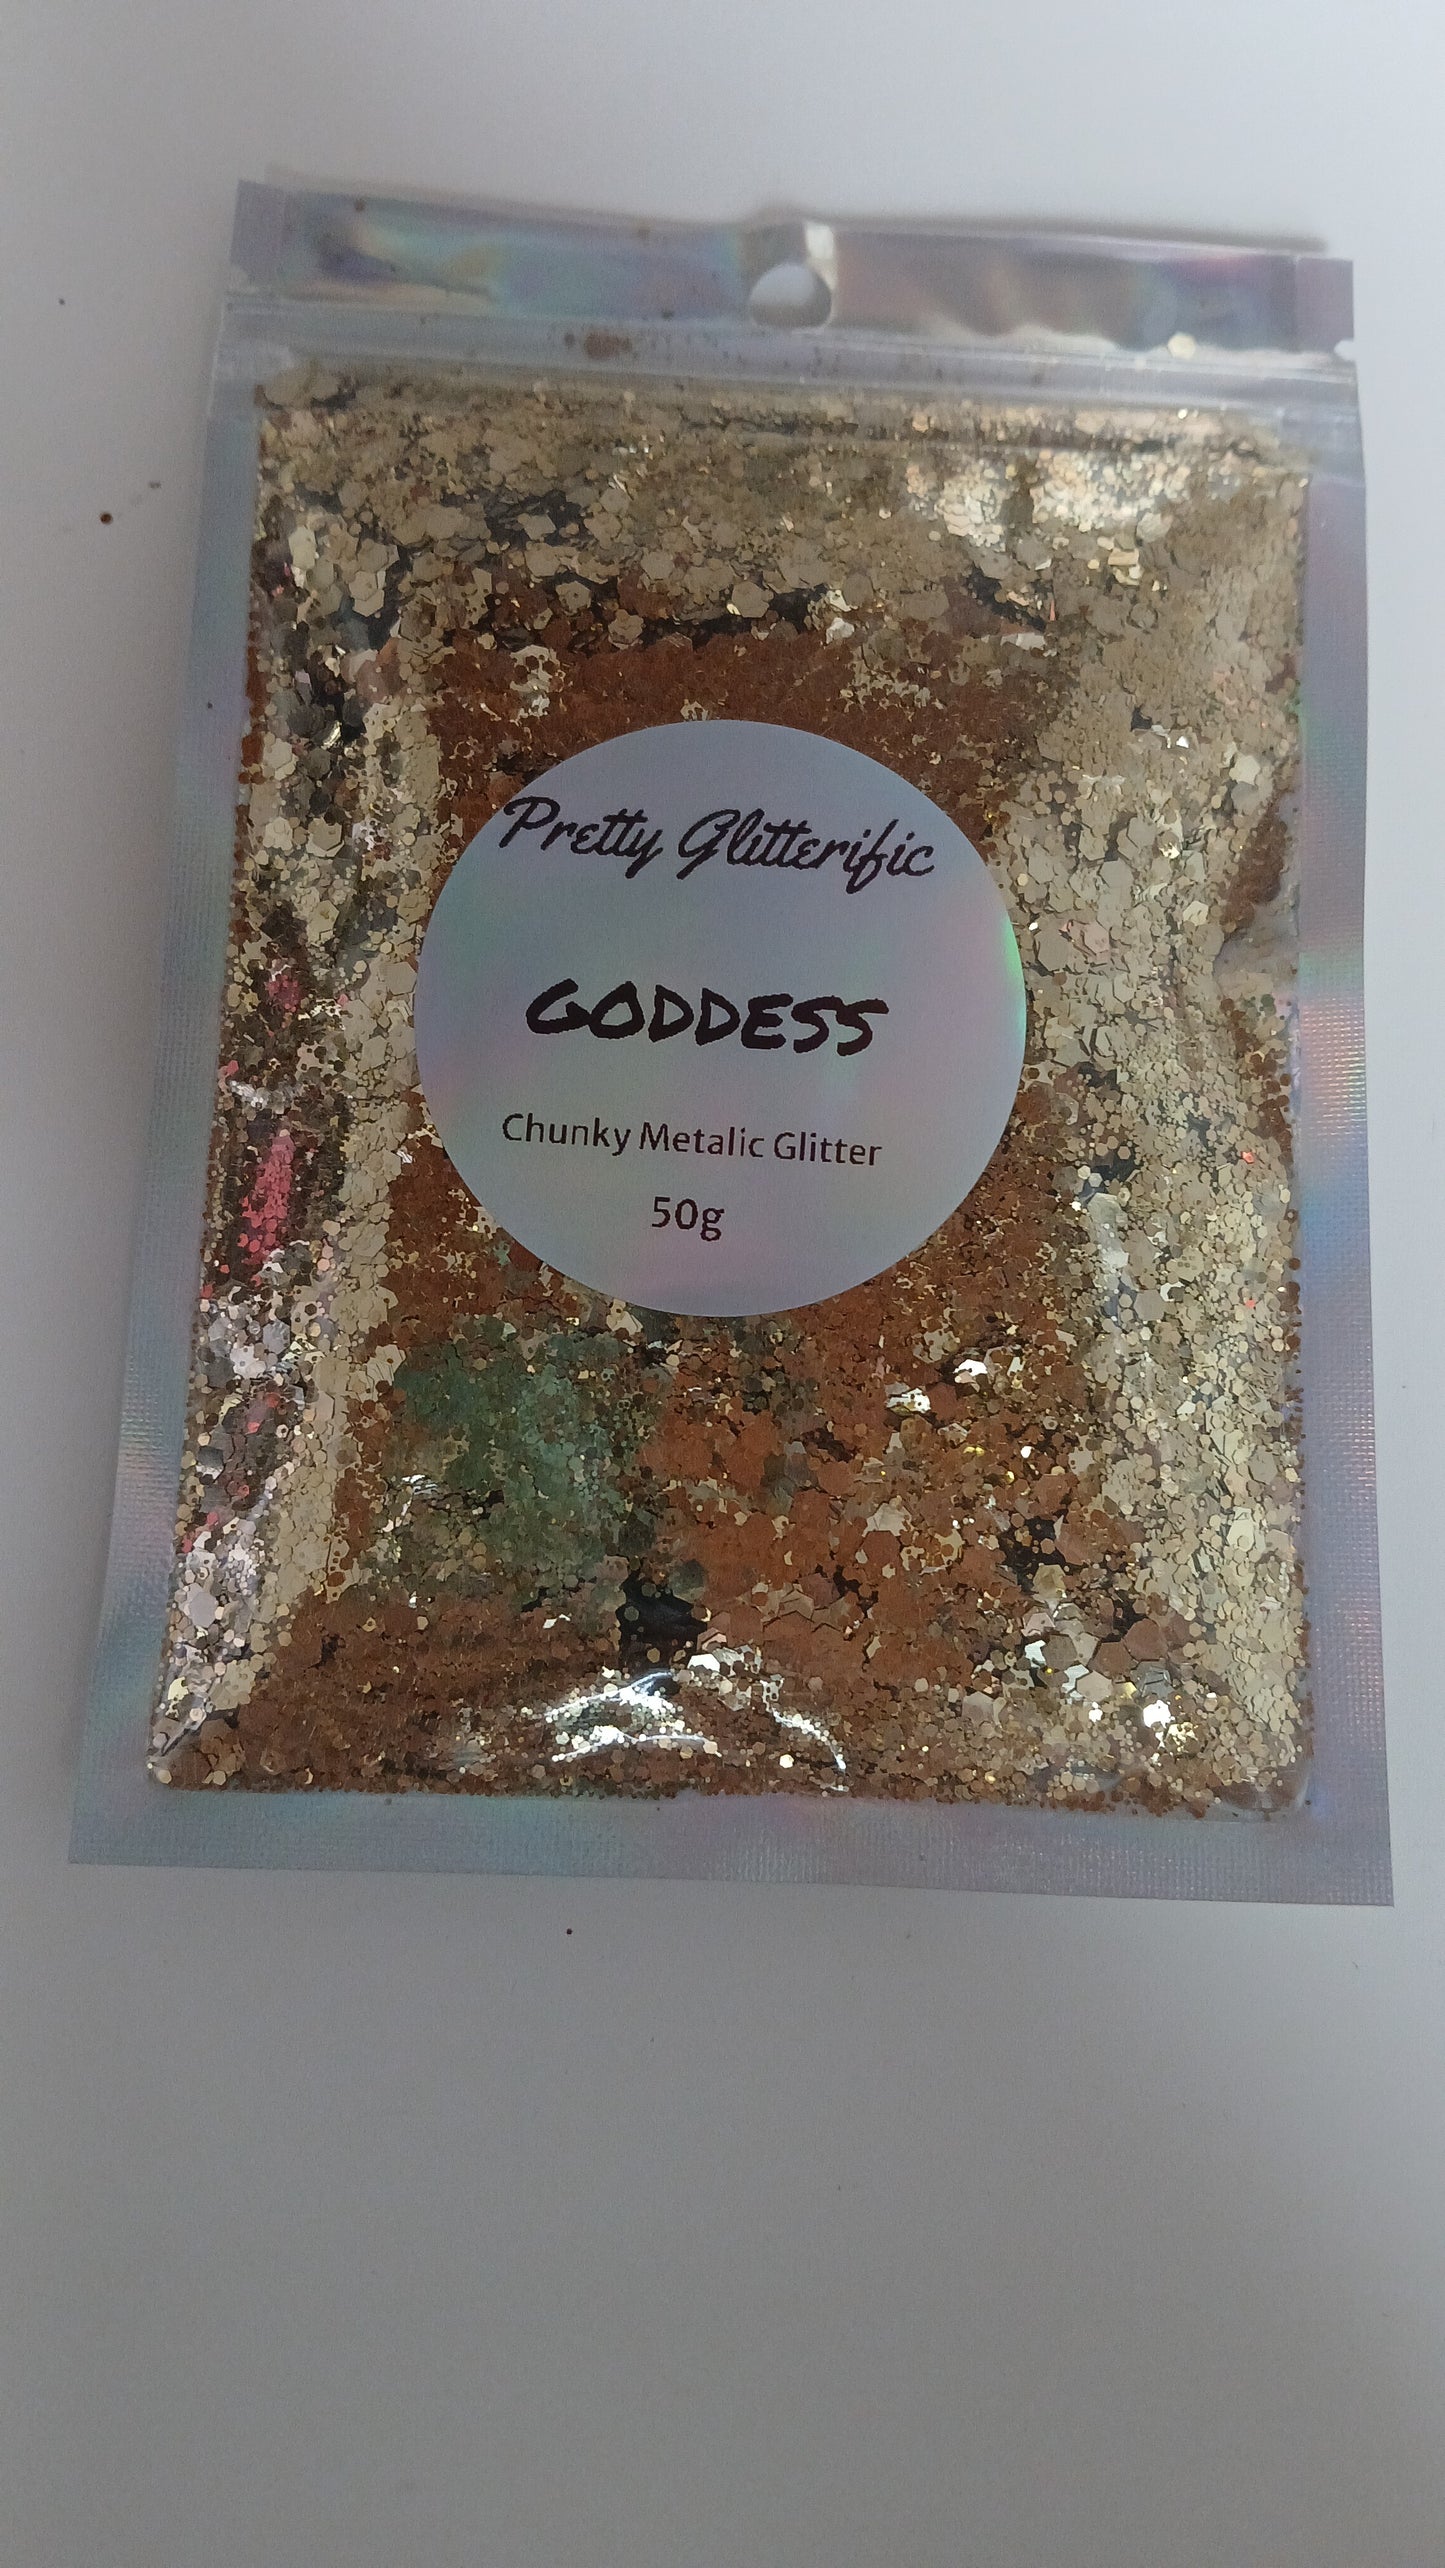 Pretty Glitterific
GODDESS
Chunky Metalic Glitter
50g